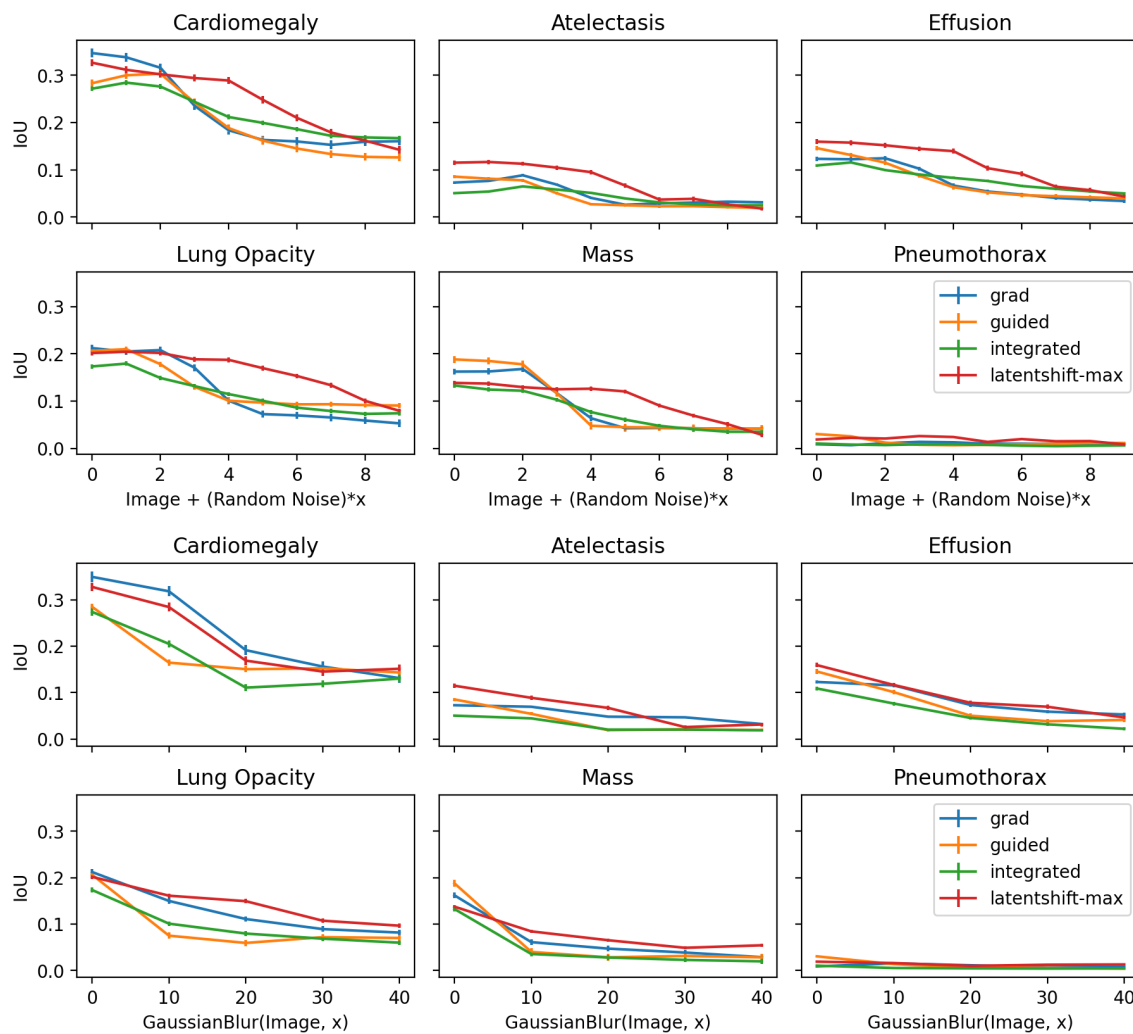 Cardiomegaly Atelectasis Effusion
IoU
0.3
0.2
0.1
0.0
Lung Opacity Mass Pneumothorax
IoU
0.3
0.2
0.1
0.0
grad
guided
integrated
latentshift-max
0 2 4 6 8 0 2 4 6 8 0 2 4 6 8
Image + (Random Noise)*x Image + (Random Noise)*x Image + (Random Noise)*x
Cardiomegaly Atelectasis Effusion
IoU
0.3
0.2
0.1
0.0
Lung Opacity Mass Pneumothorax
IoU
0.3
0.2
0.1
0.0
grad
guided
integrated
latentshift-max
0 10 20 30 40 0 10 20 30 40 0 10 20 30 40
GaussianBlur(Image, x) GaussianBlur(Image, x) GaussianBlur(Image, x)